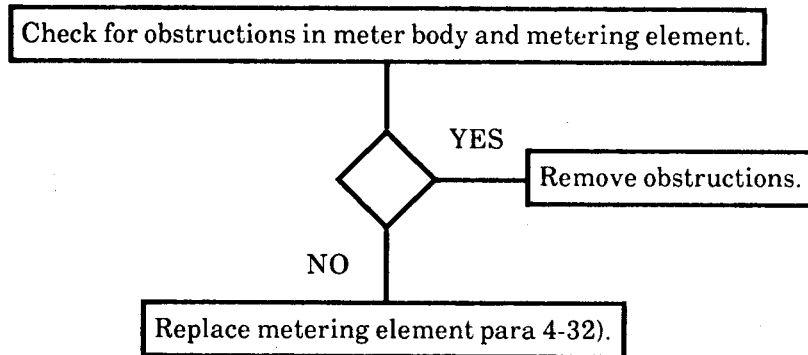 Check for obstructions in meter body and metering element.
YES
Remove obstructions.
NO
Replace metering element para 4-32).